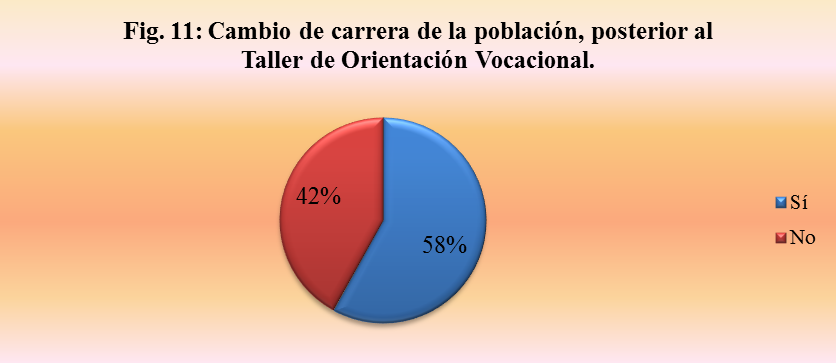 Fig. 11: Cambio de carrera de la población, posterior al
Taller de Orientación Vocacional.
42%
58%
Sí
No